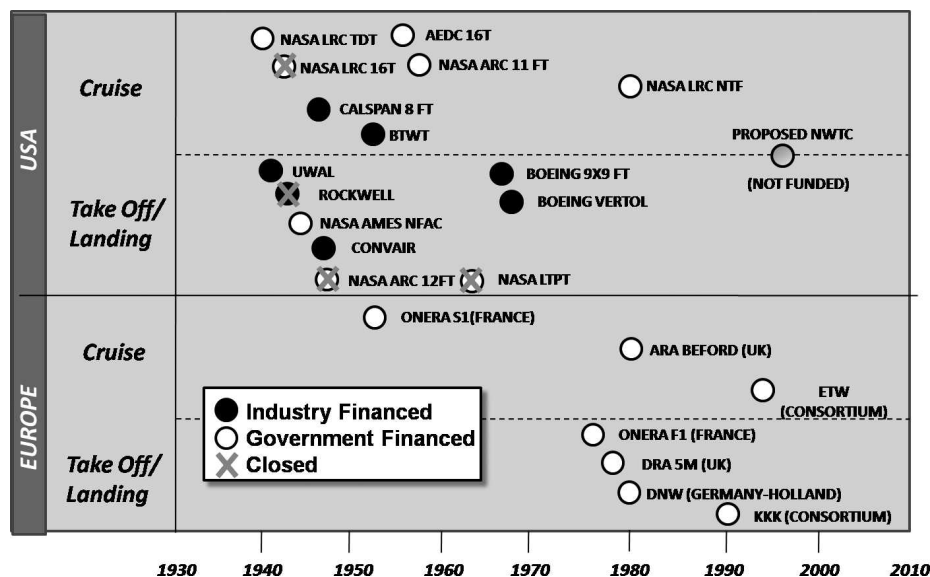 USA
Cruise
NASA LRC TDT
AEDC 16T
NASA LRC 16T
NASA ARC 11 FT
NASA LRC NTF
CALSPAN 8 FT
BTWT
PROPOSED NWTC
(NOT FUNDED)
Take Off/
Landing
UWAL
BOEING 9X9 FT
ROCKWELL
BOEING VERTOL
NASA AMES NFAC
CONVAIR
NASA ARC 12FT
NASA LTPT
EUROPE
Cruise
ONERA S1(FRANCE)
ARA BEFORD (UK)
ETW
(CONSORTIUM)
Take Off/
Landing
ONERA F1 (FRANCE)
DRA 5M (UK)
DNW (GERMANY-HOLLAND)
KKK (CONSORTIUM)
Industry Financed
Government Financed
Closed
1930 1940 1950 1960 1970 1980 1990 2000 2010